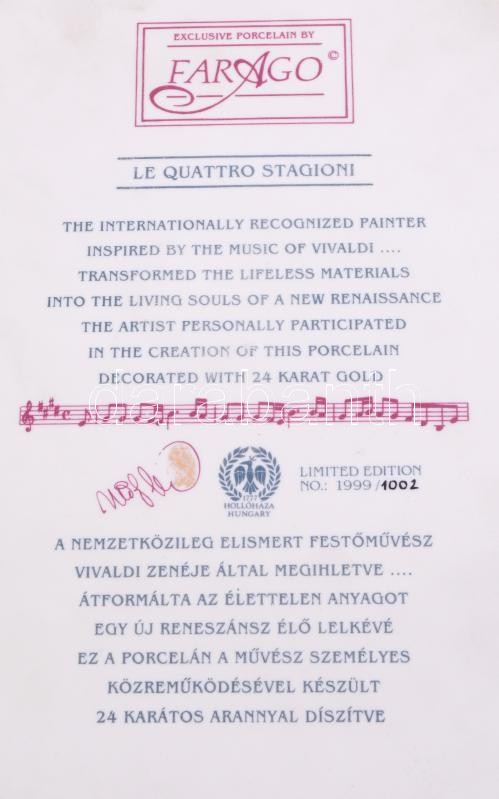 EXCLUSIVE PORCELAIN BY
FARAGO ©
LE QUATTRO STAGIONI
THE INTERNATIONALLY RECOGNIZED PAINTER
INSPIRED BY THE MUSIC OF VIVALDI ....
TRANSFORMED THE LIFELESS MATERIALS
INTO THE LIVING SOULS OF A NEW RENAISSANCE
THE ARTIST PERSONALLY PARTICIPATED
IN THE CREATION OF THIS PORCELAIN
DECORATED WITH 24 KARAT GOLD
darabanth
1777
HOLLÓHÁZA
HUNGARY
LIMITED EDITION
NO.: 1999/1002
A NEMZETKÖZILEG ELISMERT FESTŐMŰVÉSZ
VIVALDI ZENÉJE ÁLTAL MEGIHLETVE ....
ÁTFORMÁLTA AZ ÉLETTELEN ANYAGOT
EGY ÚJ RENESZÁNSZ ÉLŐ LELKÉVÉ
EZ A PORCELÁN A MŰVÉSZ SZEMÉLYES
KÖZREMŰKÖDÉSÉVEL KÉSZÜLT
24 KARÁTOS ARANNYAL DÍSZÍTVE